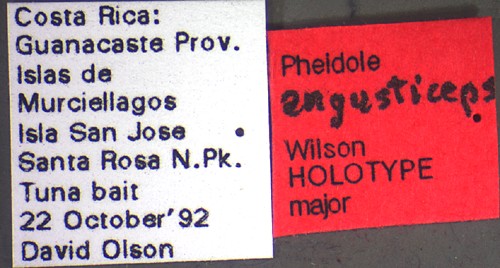 Costa Rica:
Guanacaste Prov.
Islas de
Murciellagos
Isla San Jose
Santa Rosa N.Pk.
Tuna bait
22 October'92
David Olson
Pheidole
angusticeps
Wilson
HOLOTYPE
major